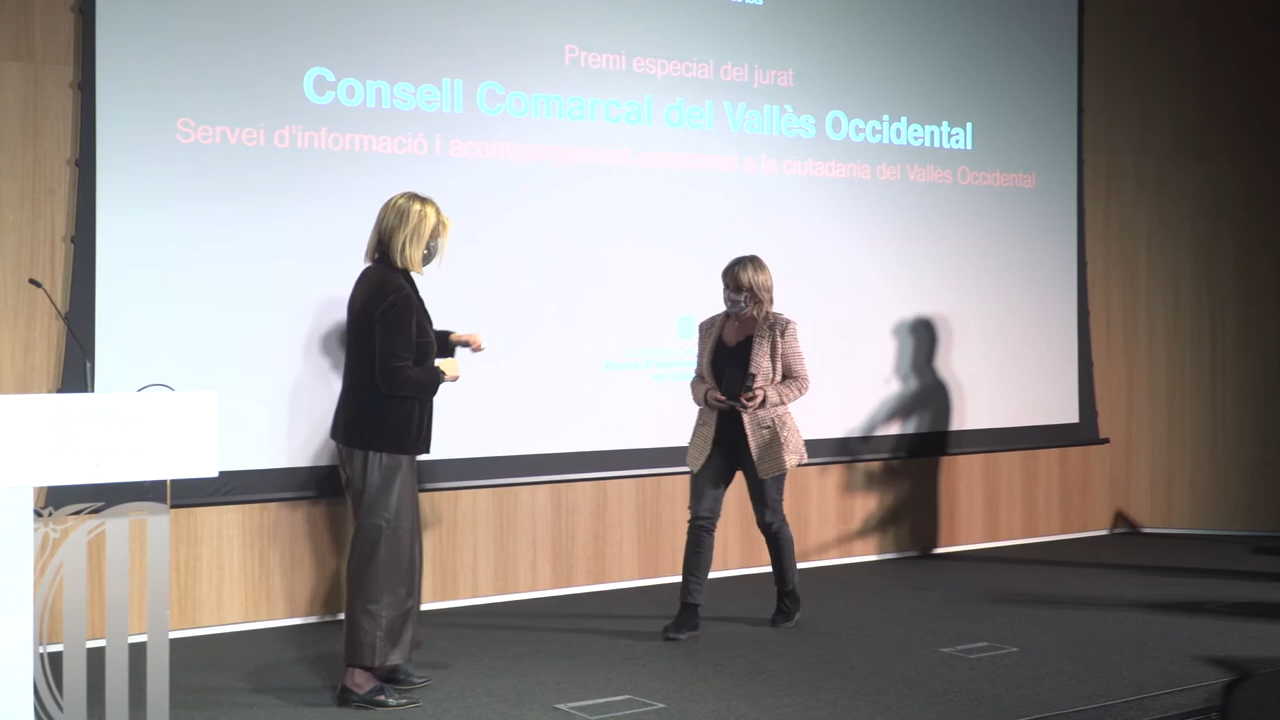 Premi especial del jurat
Consell Comarcal del Vallès Occidental
Servei d'informació i a la ciutadania del Vallès Occidental